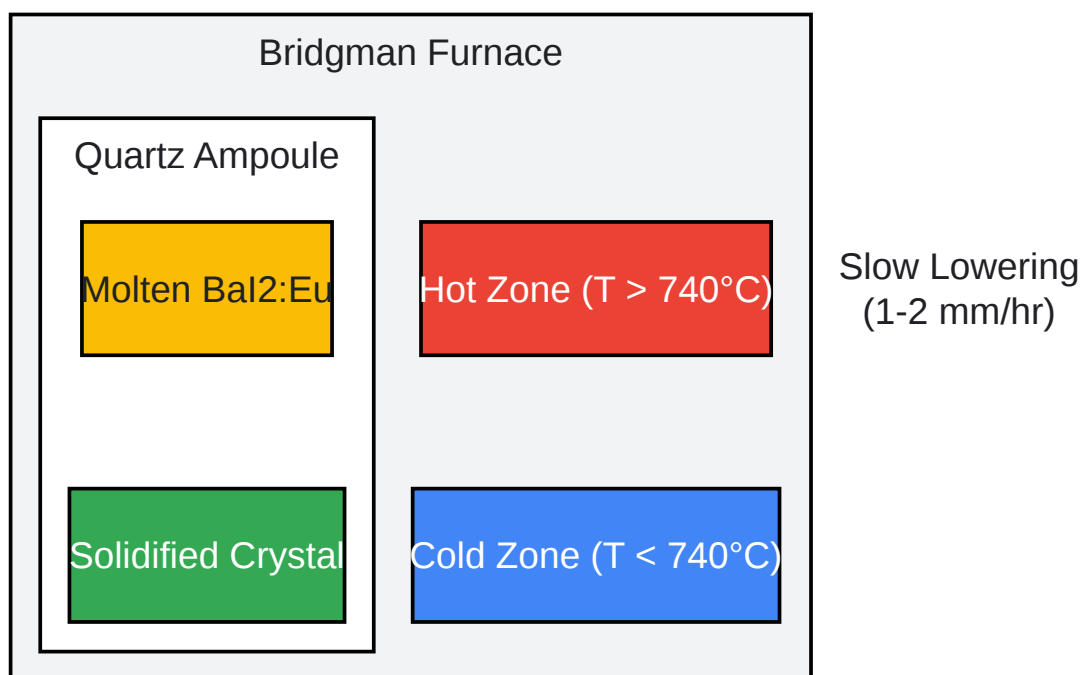 Bridgman Furnace
Quartz Ampoule
Molten BaI2:Eu
Hot Zone (T > 740°C)
Slow Lowering
(1-2 mm/hr)
Solidified Crystal
Cold Zone (T < 740°C)